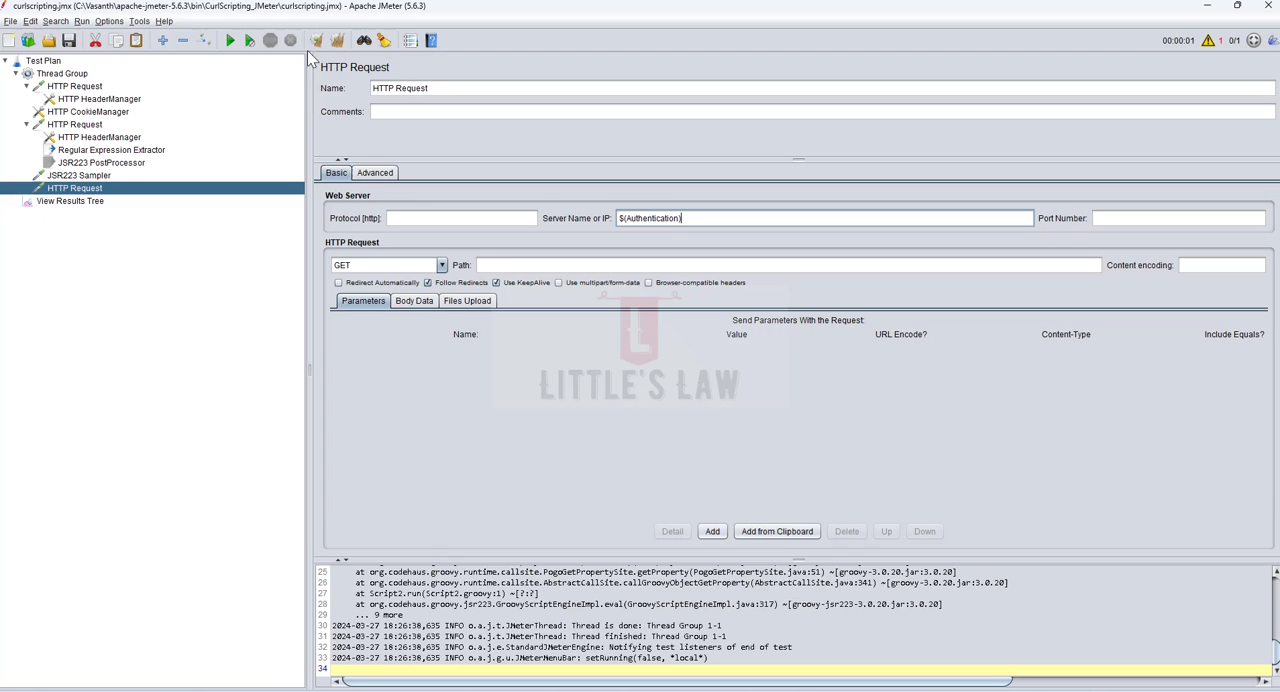 curlscripting.jmx (C:\Vasanth\apache-jmeter-5.6.3\bin\CurlScripting_JMeter\curlscripting.jmx) - Apache JMeter (5.6.3)
File Edit Search Run Options Tools Help
00:00:01 1 0/1
Test Plan
Thread Group
HTTP Request
HTTP HeaderManager
HTTP CookieManager
HTTP Request
HTTP HeaderManager
Regular Expression Extractor
JSR223 PostProcessor
JSR223 Sampler
HTTP Request
View Results Tree
HTTP Request
Name: HTTP Request
Comments:
Basic Advanced
Web Server
Protocol [http]: Server Name or IP: $(Authentication) Port Number:
HTTP Request
GET Path: Content encoding:
Redirect Automatically Follow Redirects Use KeepAlive Use multipart/form-data Browser-compatible headers
Parameters Body Data Files Upload
Send Parameters With the Request:
Name: Value URL Encode? Content-Type Include Equals?
L
LITTLE'S LAW
Detail Add Add from Clipboard Delete Up Down
25 at org.codehaus.groovy.runtime.callsite.PogoGetPropertySite.getProperty(PogoGetPropertySite.java:51) ~[groovy-3.0.20.jar:3.0.20]
26 at org.codehaus.groovy.runtime.callsite.AbstractCallSite.callGroovyObjectGetProperty(AbstractCallSite.java:341) ~[groovy-3.0.20.jar:3.0.20]
27 at Script2.run(Script2.groovy:1) ~[?:?]
28 at org.codehaus.groovy.jsr223.GroovyScriptEngineImpl.eval(GroovyScriptEngineImpl.java:317) ~[groovy-jsr223-3.0.20.jar:3.0.20]
29 ... 9 more
30 2024-03-27 18:26:38,635 INFO o.a.j.t.JMeterThread: Thread is done: Thread Group 1-1
31 2024-03-27 18:26:38,635 INFO o.a.j.t.JMeterThread: Thread finished: Thread Group 1-1
32 2024-03-27 18:26:38,635 INFO o.a.j.e.StandardJMeterEngine: Notifying test listeners of end of test
33 2024-03-27 18:26:38,635 INFO o.a.j.g.u.JMeterMenuBar: setRunning(false, *local*)
34